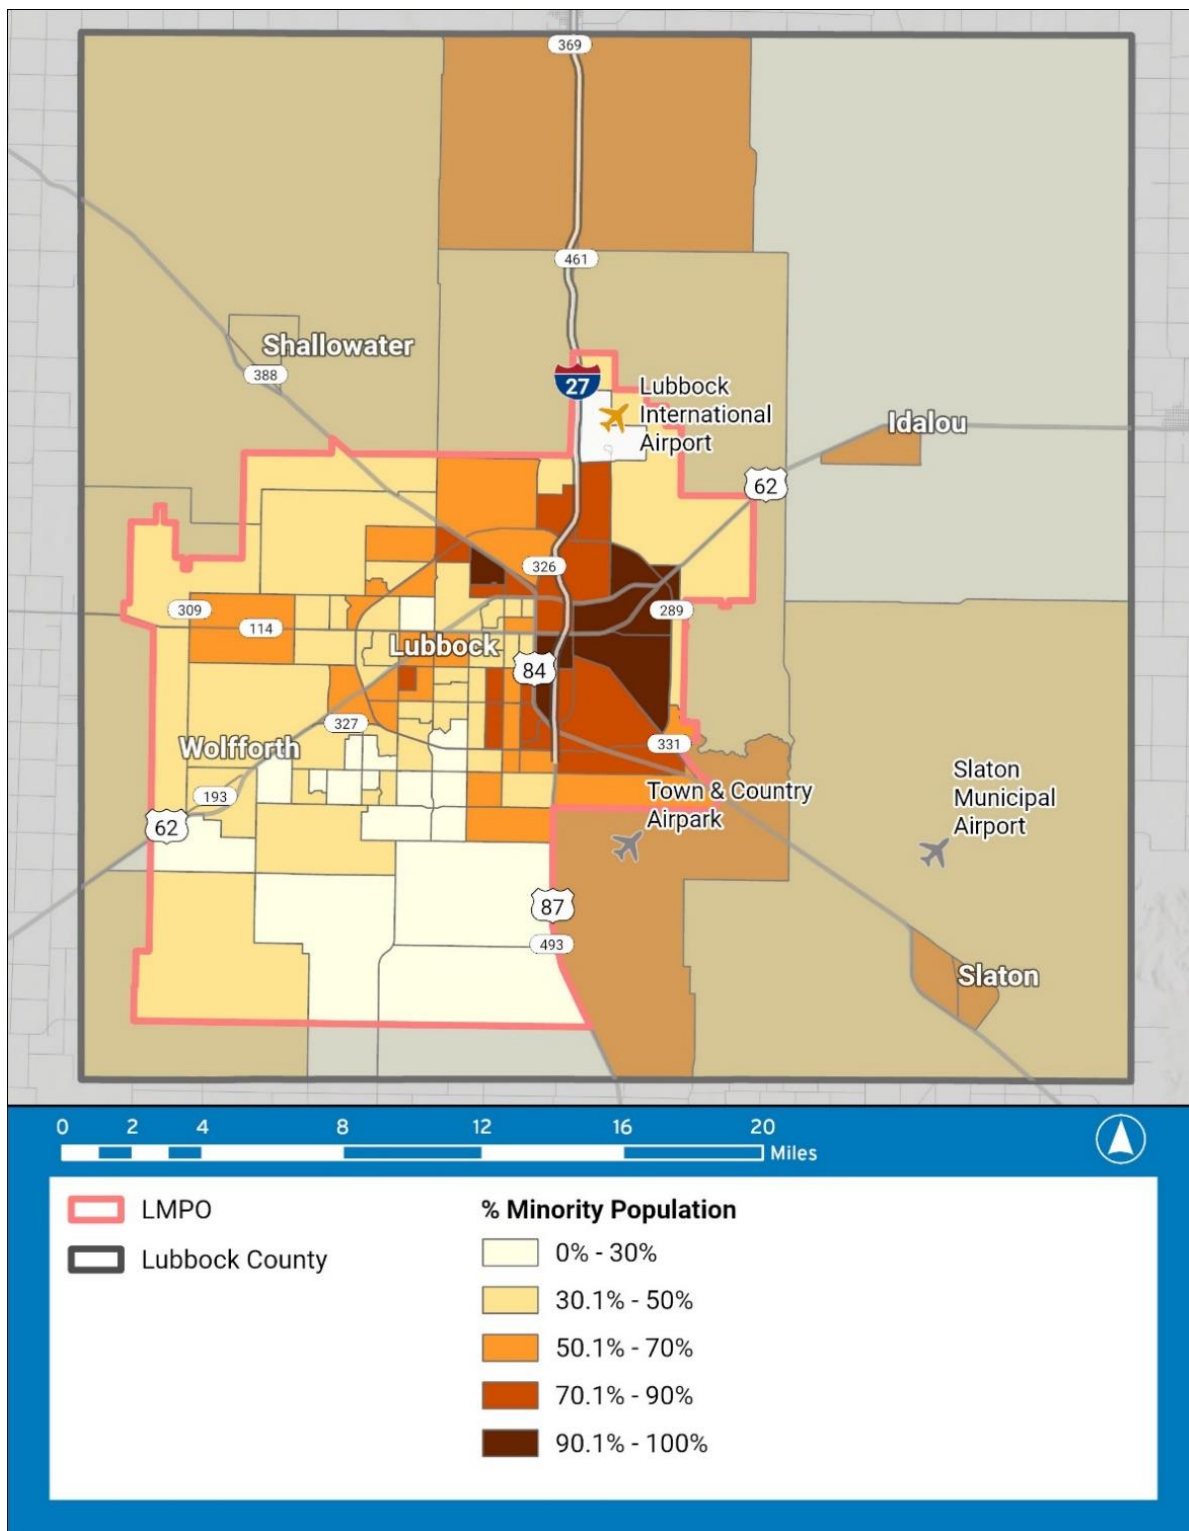 369
461
Shallowater
388
27
Lubbock
International
Airport
Idalou
62
326
309
289
114
Lubbock
84
327
331
Wolfforth
193
Town & Country
Airpark
Slaton
Municipal
Airport
62
87
493
Slaton
0 2 4 8 12 16 20
Miles
LMPO
Lubbock County
% Minority Population
0% - 30%
30.1% - 50%
50.1% - 70%
70.1% - 90%
90.1% - 100%